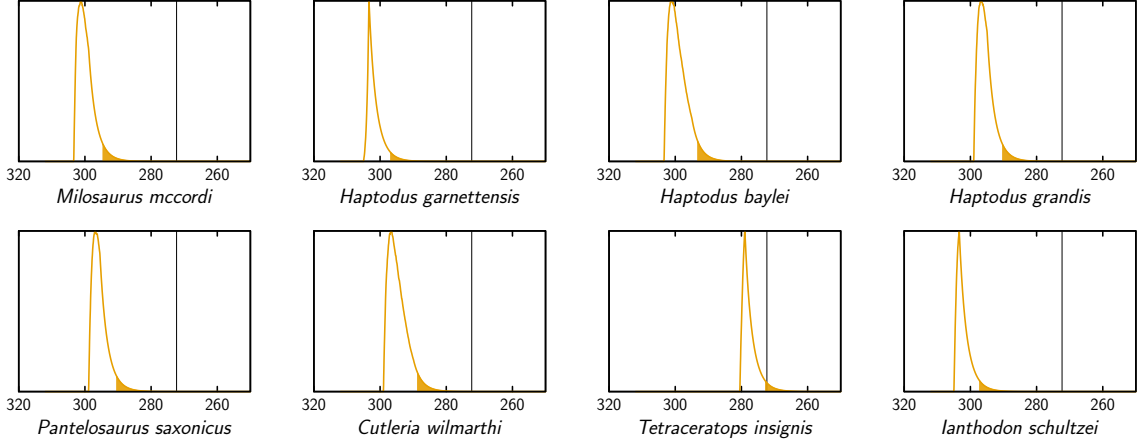 320 300 280 260 320 300 280 260 320 300 280 260 320 300 280 260
Milosaurus mccordi Haptodus garnettensis Haptodus baylei Haptodus grandis
320 300 280 260 320 300 280 260 320 300 280 260 320 300 280 260
Pantelosaurus saxonicus Cutleria wilmarthi Tetraceratops insignis Ianthodon schultzei